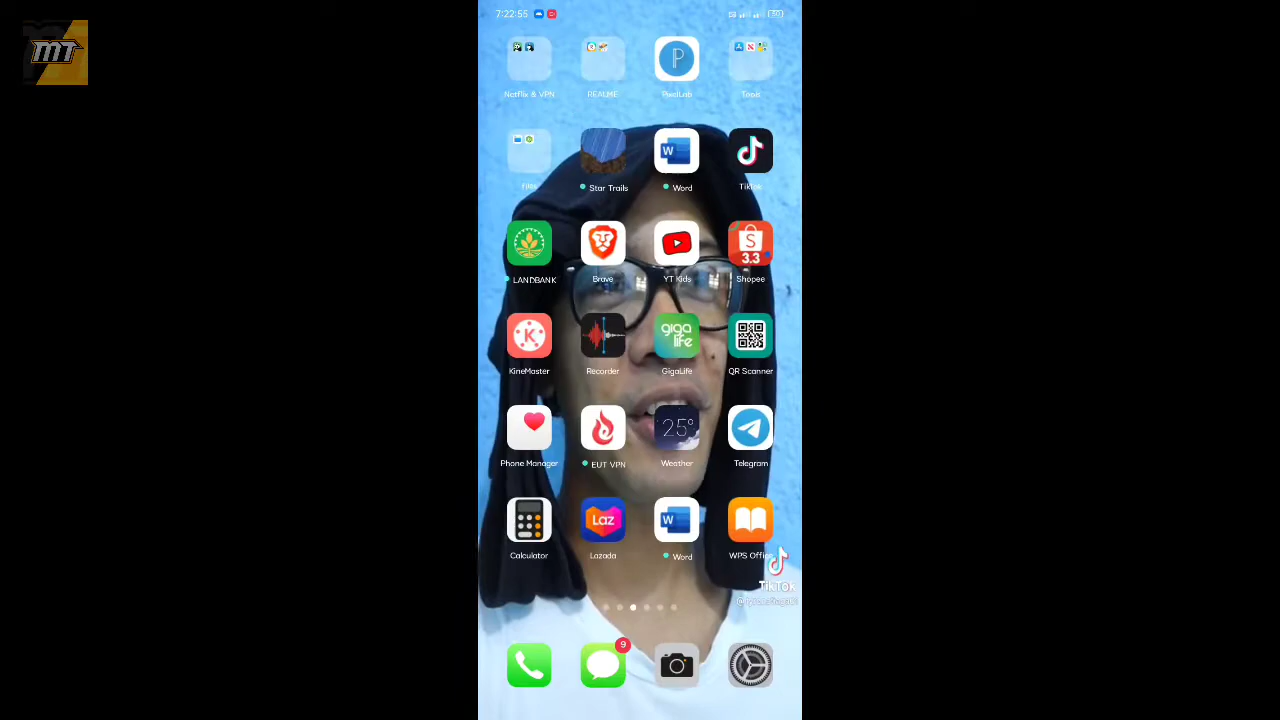 7:22:55
50
MT
Netflix & VPN
REALME
PixelLab
Tools
files
Star Trails
Word
TikTok
LANDBANK
Brave
YT Kids
Shopee
3.3
KineMaster
Recorder
giga
life
GigaLife
QR Scanner
25°
Phone Manager
EUT VPN
Weather
Telegram
Laz
Calculator
Lazada
Word
WPS Office
TikTok
9